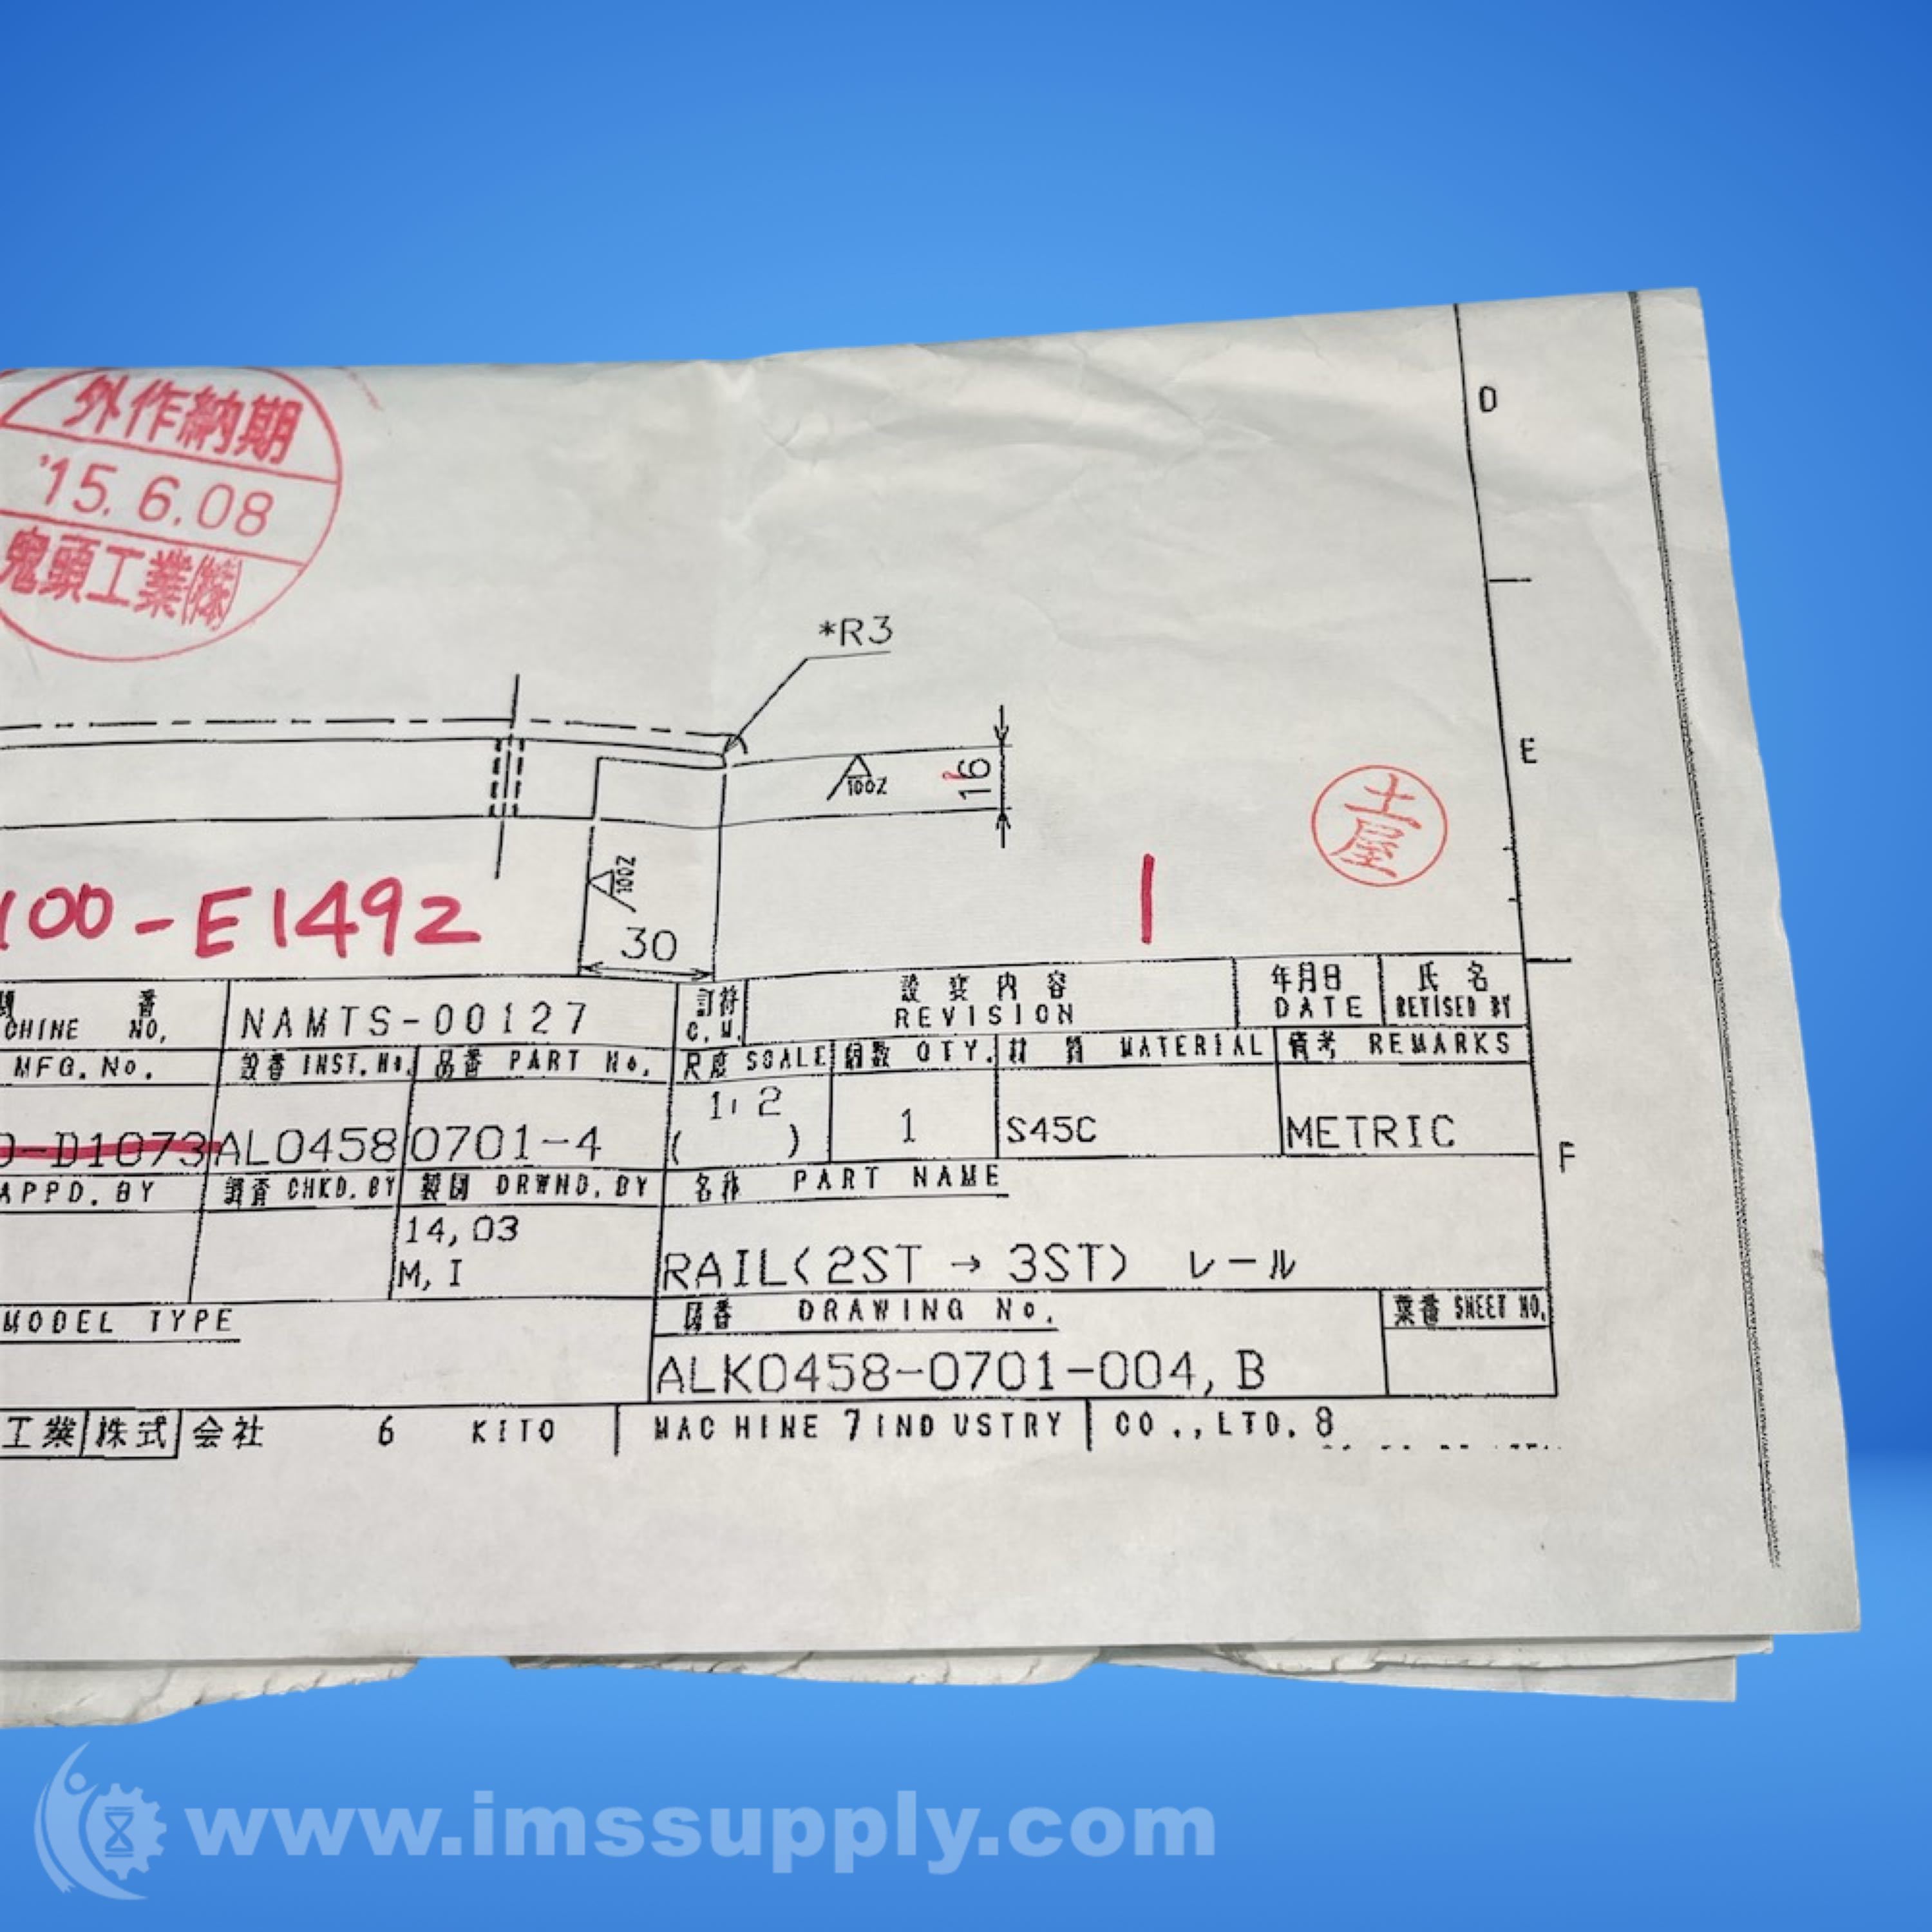 D
外作納期
'15.6.08
鬼頭工業(株)
*R3
100Z
16
E
土屋
100Z
30
100-E1492
1
番
CHINE NO,
NAMTS-00127
訂符
C.M.
設変内容
REVISION
年月日
DATE
氏名
REVISED BY
MFG.No.
設番 INST.No.
品番 PART No.
尺度 SCALE
個数 QTY.
材質 MATERIAL
備考 REMARKS
0-D1073
AL0458
0701-4
1:2
( )
1
S45C
METRIC
F
APPD.BY
調査 CHKD.BY
製図 DRWND.BY
名称 PART NAME
14,03
M,I
RAIL(2ST → 3ST) レール
MODEL TYPE
図番 DRAWING No.
葉番 SHEET NO.
ALK0458-0701-004,B
工業株式会社 6 KITO MACHINE 7 INDUSTRY CO.,LTD. 8
www.imssupply.com